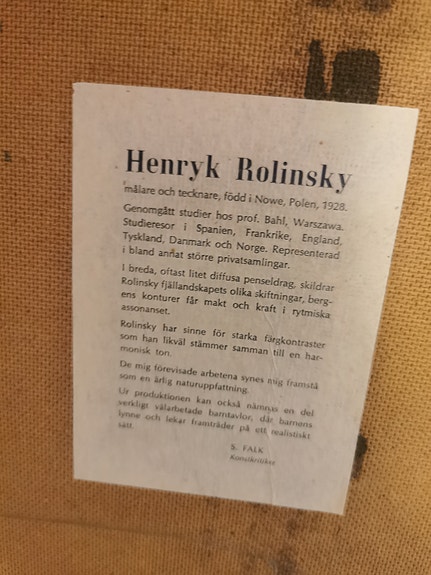 Henryk Rolinsky
målare och tecknare, född i Nowe, Polen, 1928.
Genomgått studier hos prof. Bahl, Warszawa.
Studieresor i Spanien, Frankrike, England,
Tyskland, Danmark och Norge. Representerad
i bland annat större privatsamlingar.
I breda, oftast litet diffusa penseldrag, skildrar
Rolinsky fjällandskapets olika skiftningar, berg-
ens konturer får makt och kraft i rytmiska
assonanset.
Rolinsky har sinne för starka färgkontraster
som han likväl stämmer samman till en har-
monisk ton.
De mig förevisade arbetena synes mig framstå
som en ärlig naturuppfattning.
Ur produktionen kan också nämnas en del
verkligt välarbetade barntavlor, där barnens
lynne och lekar framträder på ett realistiskt
sätt.
S. FALK
Konstkritiker